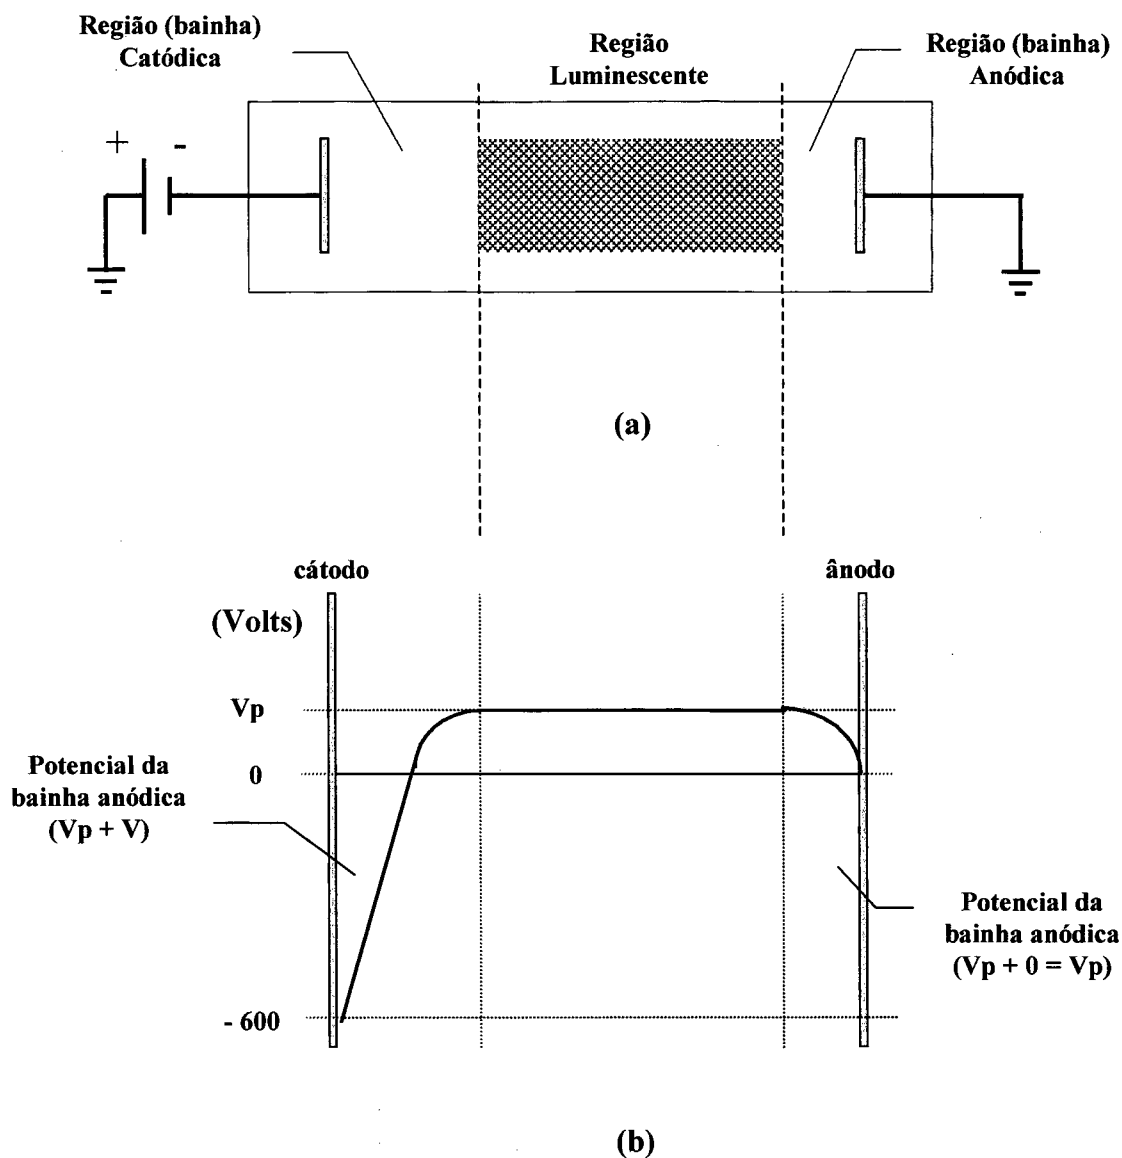 Região (bainha)
Catódica
Região
Luminescente
Região (bainha)
Anódica
+ -
(a)
cátodo
ânodo
(Volts)
Vp
0
Potencial da
bainha anódica
(Vp + V)
Potencial da
bainha anódica
(Vp + 0 = Vp)
- 600
(b)